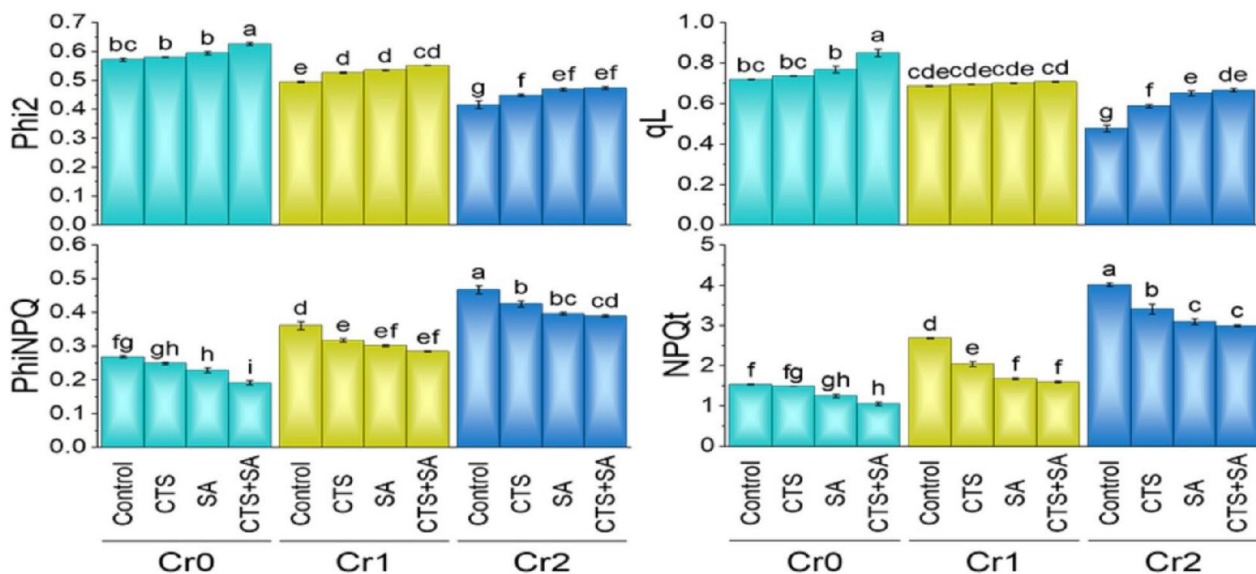 Phi2
0.7
0.6
0.5
0.4
0.3
0.2
0.1
0.0
bc b b a e d d cd g f ef ef
qL
1.0
0.8
0.6
0.4
0.2
0.0
bc bc b a cde cde cde cd g f e de
PhiNPQ
0.6
0.5
0.4
0.3
0.2
0.1
0.0
fg gh h i d e ef ef a b bc cd
NPQt
5
4
3
2
1
0
f fg gh h d e f f a b c c
Control CTS SA CTS+SA Control CTS SA CTS+SA Control CTS SA CTS+SA
Cr0 Cr1 Cr2
Control CTS SA CTS+SA Control CTS SA CTS+SA Control CTS SA CTS+SA
Cr0 Cr1 Cr2